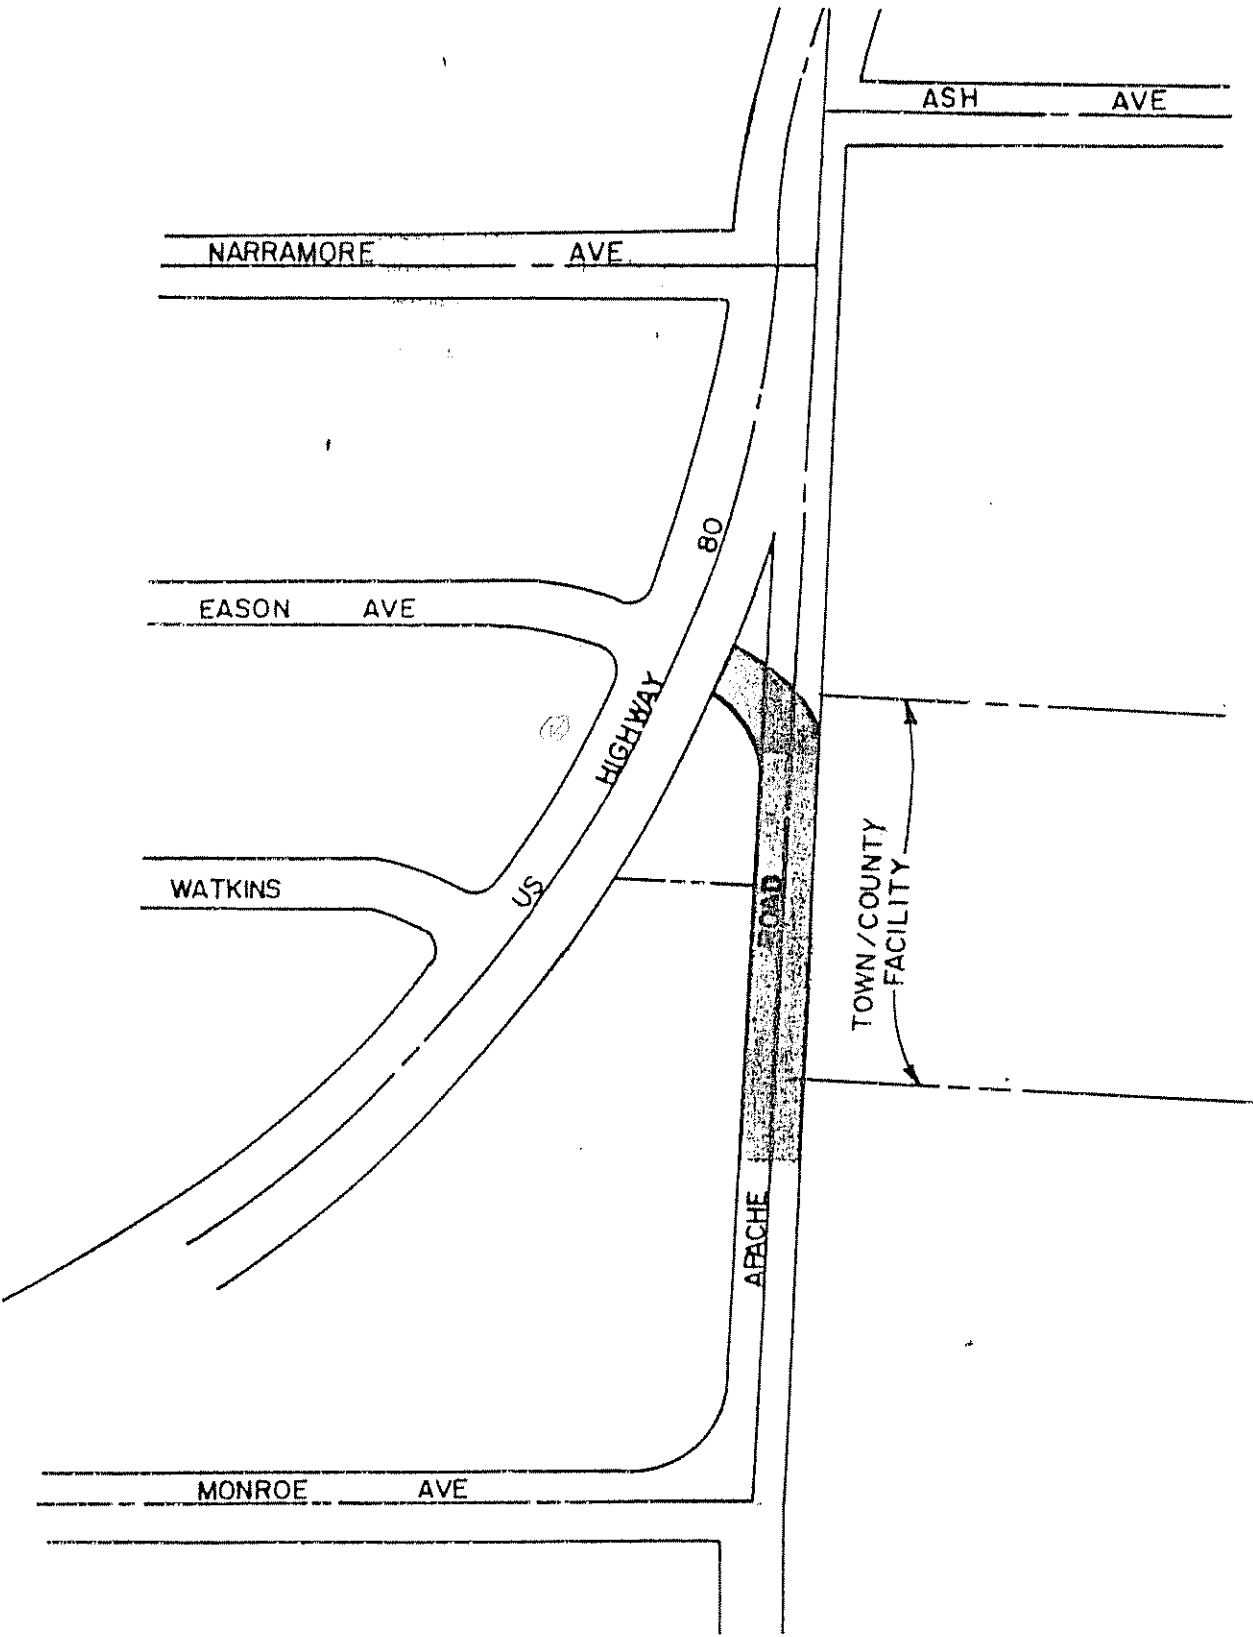 ASH AVE
NARRAMORE AVE
80
EASON AVE
HIGHWAY
WATKINS
US
ROAD
TOWN/COUNTY
FACILITY
APACHE
MONROE AVE